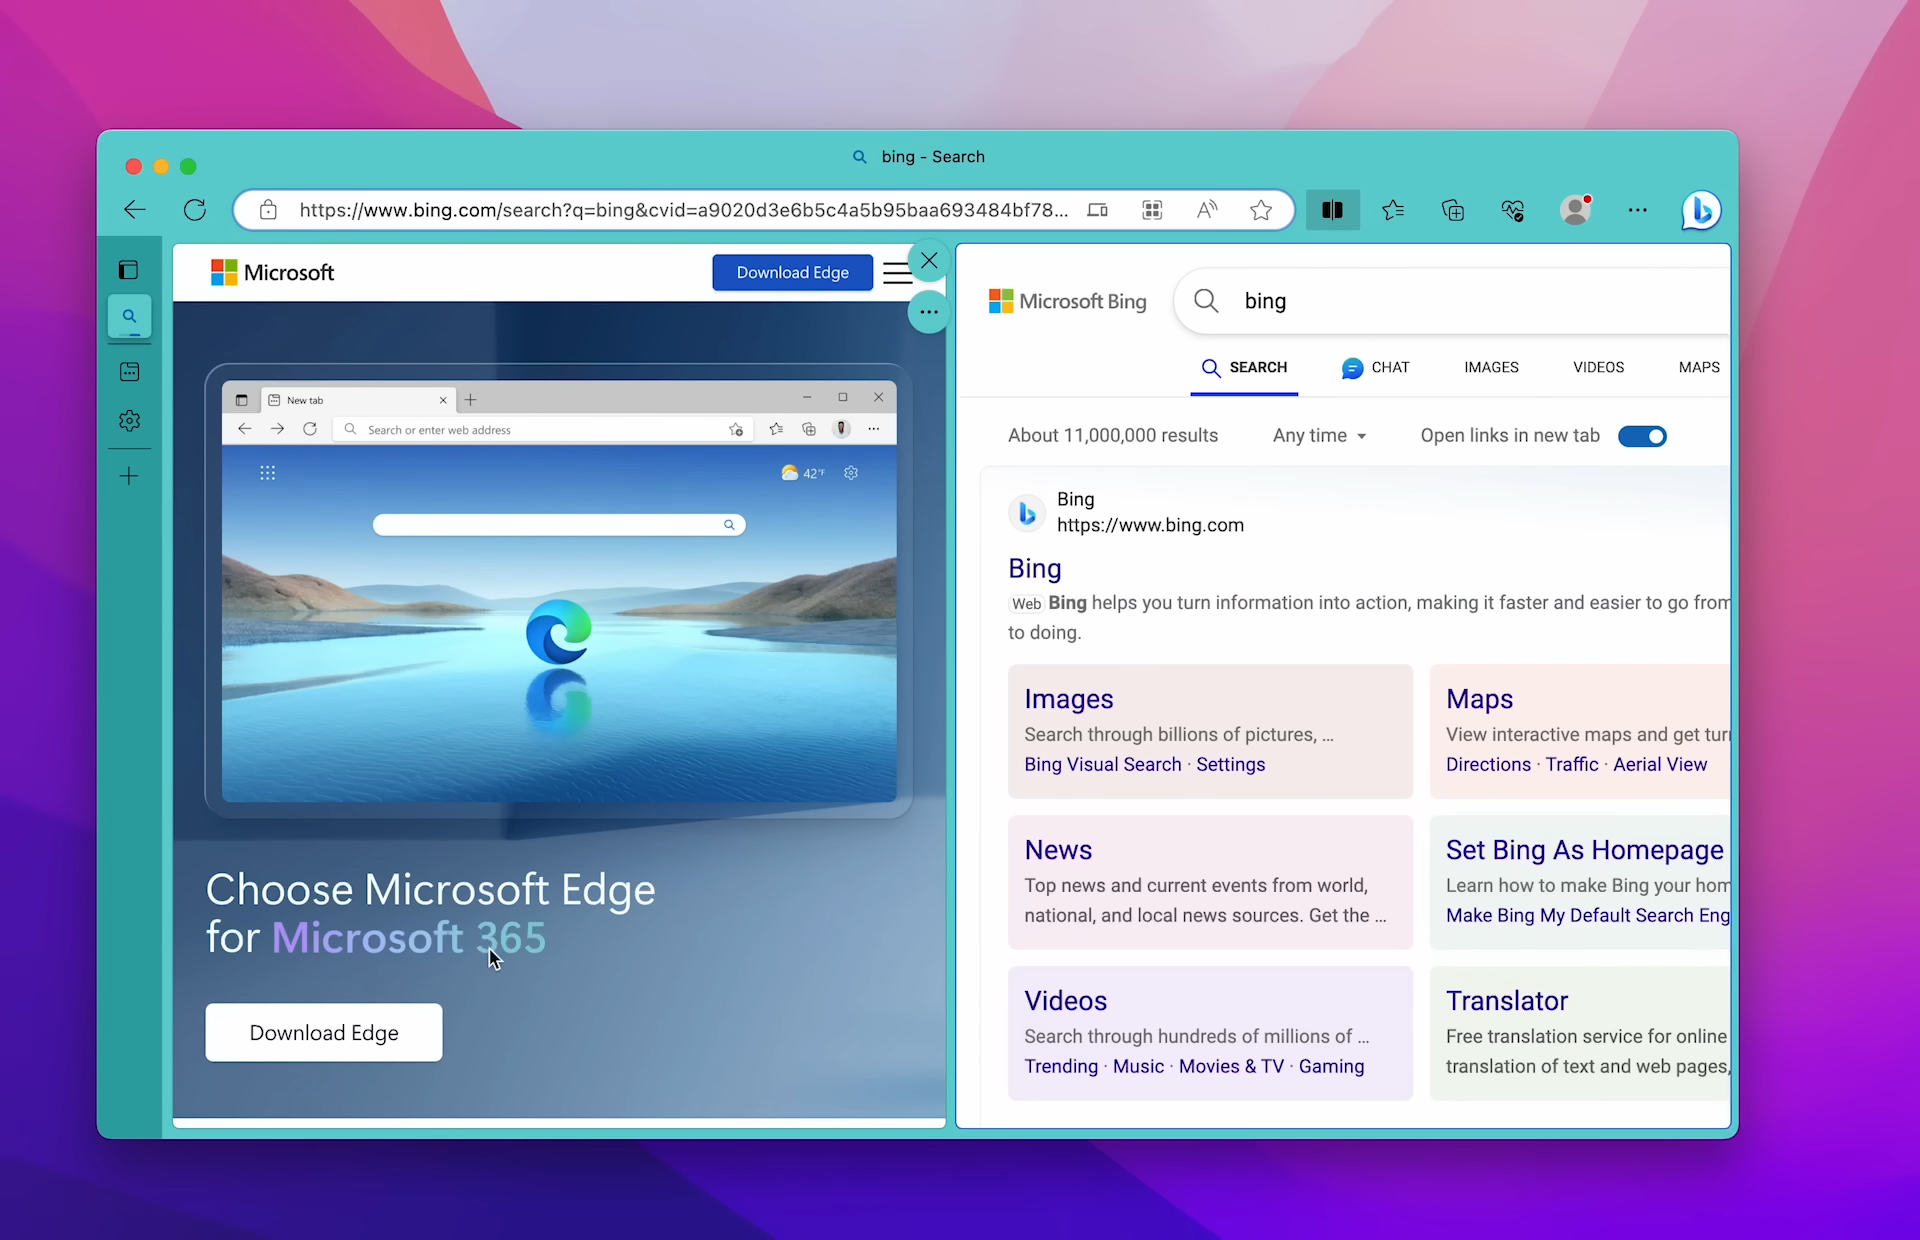 bing - Search
https://www.bing.com/search?q=bing&cvid=a9020d3e6b5c4a5b95baa693484bf78...
Microsoft
Download Edge
New tab
Search or enter web address
42°F
Choose Microsoft Edge
for Microsoft 365
Download Edge
Microsoft Bing
bing
SEARCH
CHAT
IMAGES
VIDEOS
MAPS
About 11,000,000 results
Any time
Open links in new tab
Bing
https://www.bing.com
Bing
Web Bing helps you turn information into action, making it faster and easier to go from
to doing.
Images
Search through billions of pictures, ...
Bing Visual Search · Settings
Maps
View interactive maps and get turn
Directions · Traffic · Aerial View
News
Top news and current events from world,
national, and local news sources. Get the ...
Set Bing As Homepage
Learn how to make Bing your hom
Make Bing My Default Search Eng
Videos
Search through hundreds of millions of ...
Trending · Music · Movies & TV · Gaming
Translator
Free translation service for online
translation of text and web pages,